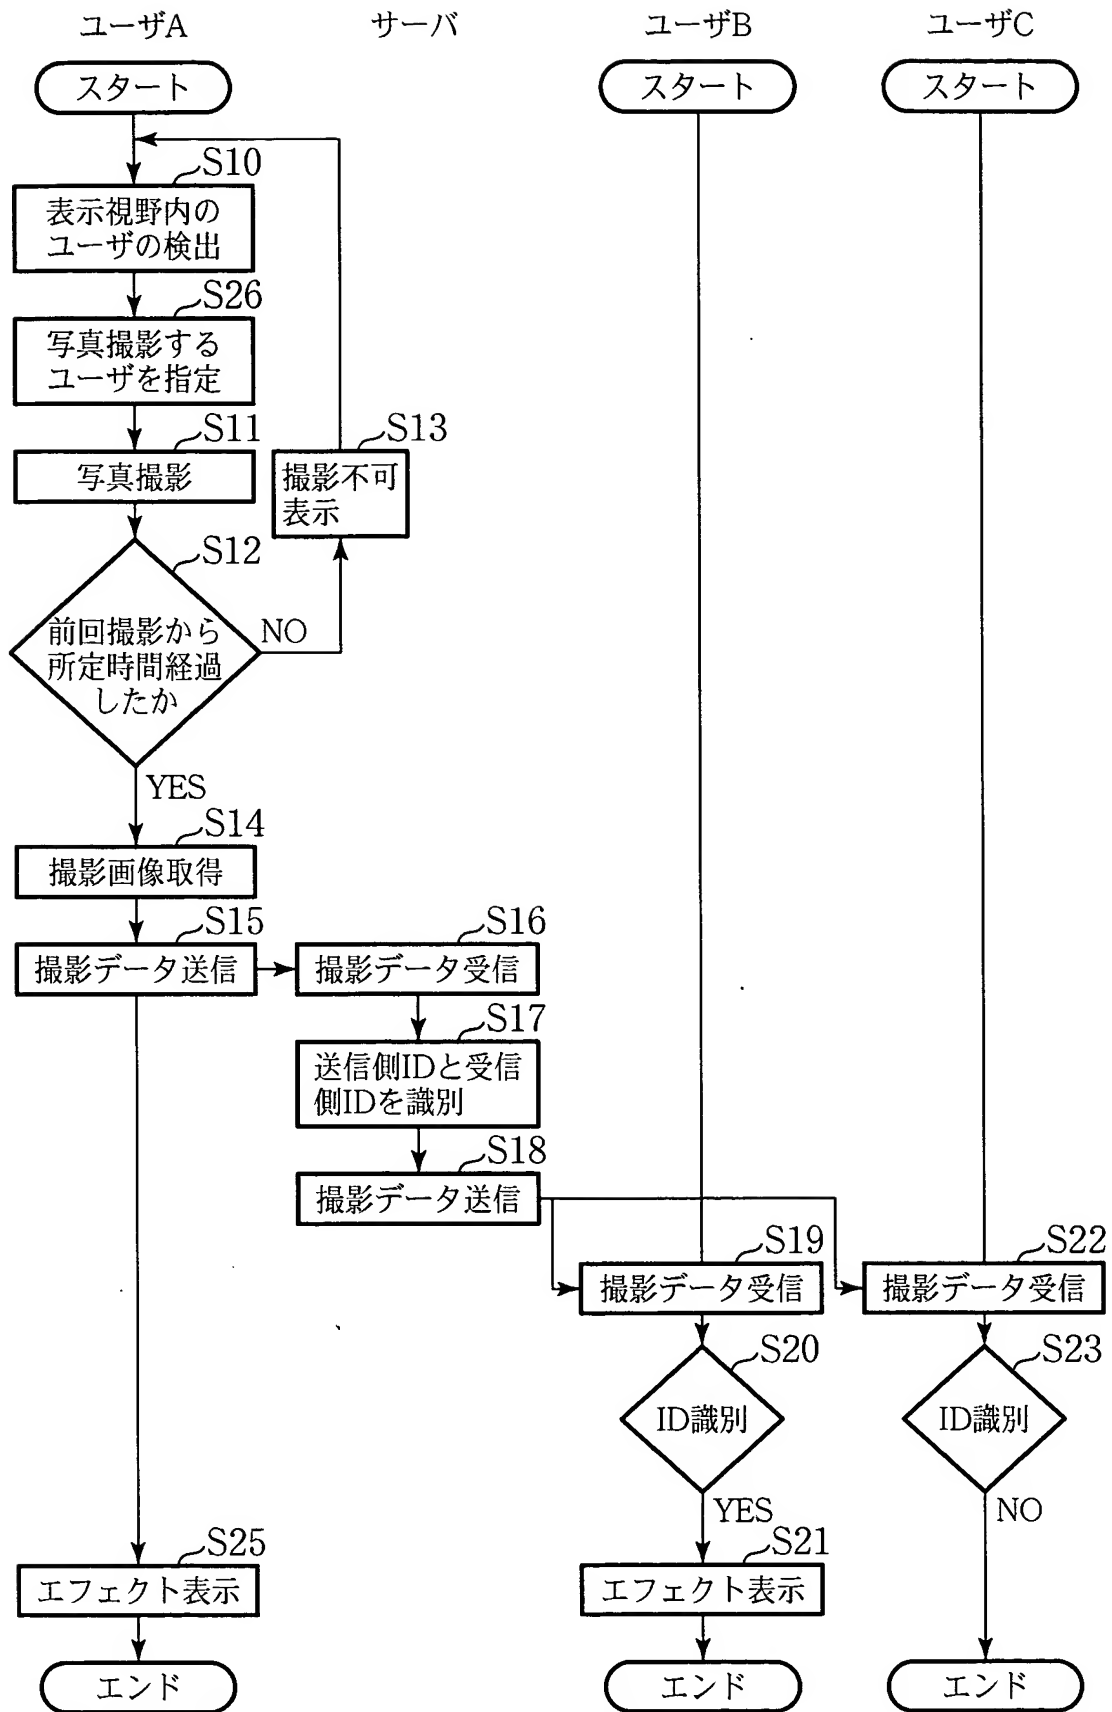 ユーザA
サーバ
ユーザB
ユーザC
スタート
スタート
スタート
S10
表示視野内の
ユーザの検出
S26
写真撮影する
ユーザを指定
S11
写真撮影
S13
撮影不可
表示
S12
前回撮影から
所定時間経過
したか
NO
YES
S14
撮影画像取得
S15
撮影データ送信
S16
撮影データ受信
S17
送信側IDと受信
側IDを識別
S18
撮影データ送信
S19
撮影データ受信
S22
撮影データ受信
S20
ID識別
S23
ID識別
YES
NO
S25
エフェクト表示
S21
エフェクト表示
エンド
エンド
エンド